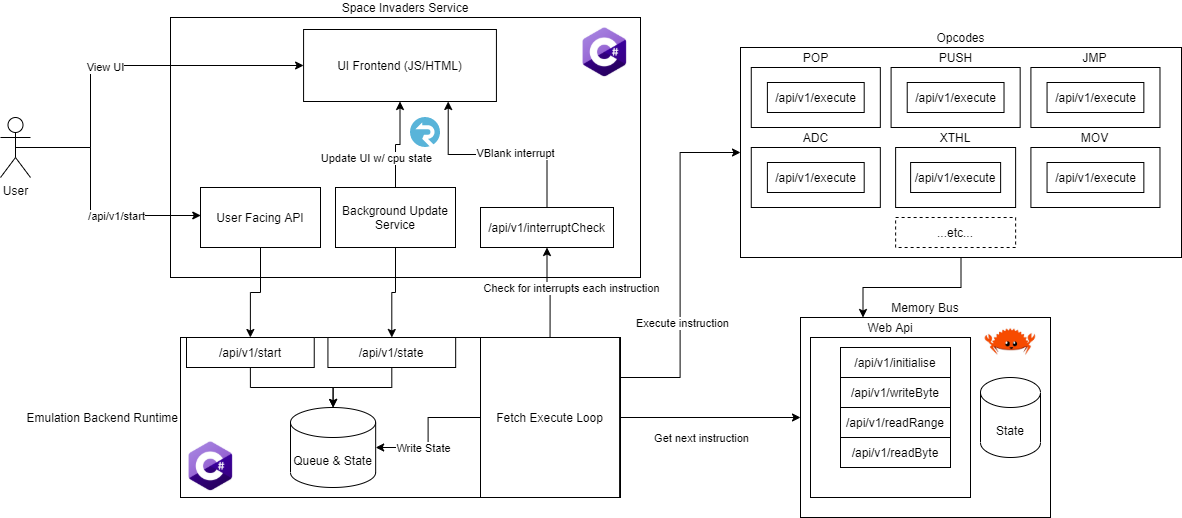 Space Invaders Service
UI Frontend (JS/HTML)
C#
View UI
Update UI w/ cpu state
VBlank interrupt
User
/api/v1/start
User Facing API
Background Update
Service
/api/v1/interruptCheck
Check for interrupts each instruction
Opcodes
POP
PUSH
JMP
/api/v1/execute
/api/v1/execute
/api/v1/execute
ADC
XTHL
MOV
/api/v1/execute
/api/v1/execute
/api/v1/execute
...etc...
Execute instruction
Emulation Backend Runtime
/api/v1/start
/api/v1/state
Fetch Execute Loop
Write State
Queue & State
C#
Get next instruction
Memory Bus
Web Api
/api/v1/initialise
/api/v1/writeByte
/api/v1/readRange
/api/v1/readByte
State